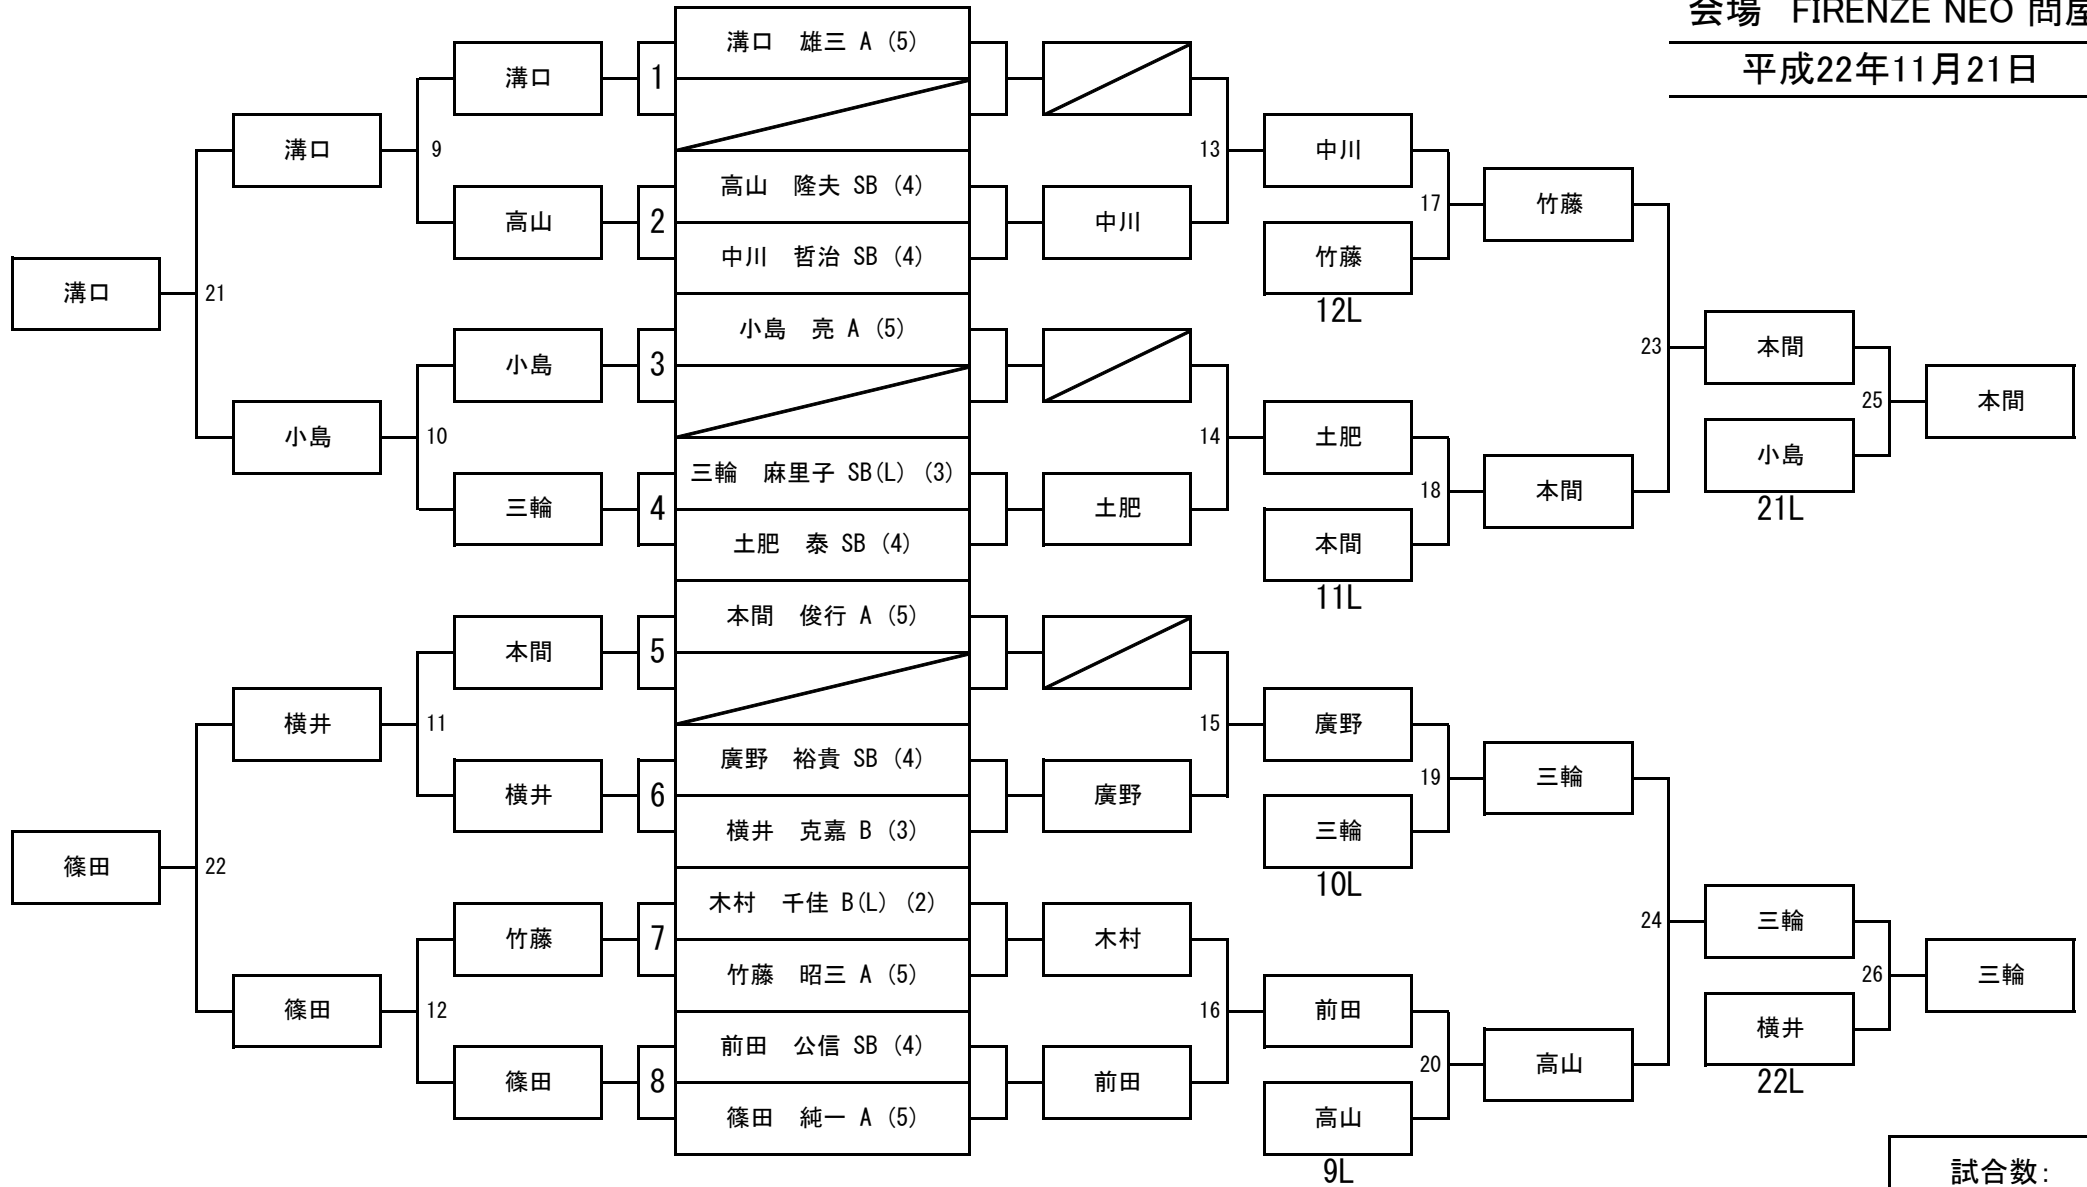 会場 FIRENZE NEO 問屋
平成22年11月21日
溝口 雄三 A (5)
高山 隆夫 SB (4)
中川 哲治 SB (4)
小島 亮 A (5)
三輪 麻里子 SB(L) (3)
土肥 泰 SB (4)
本間 俊行 A (5)
廣野 裕貴 SB (4)
横井 克嘉 B (3)
木村 千佳 B(L) (2)
竹藤 昭三 A (5)
前田 公信 SB (4)
篠田 純一 A (5)
1
2
3
4
5
6
7
8
溝口
高山
小島
三輪
本間
横井
竹藤
篠田
9
10
11
12
溝口
小島
横井
篠田
21
22
溝口
篠田
中川
土肥
廣野
木村
前田
13
14
15
16
中川
竹藤
12L
土肥
本間
11L
廣野
三輪
10L
前田
高山
9L
17
18
19
20
竹藤
本間
三輪
高山
23
24
本間
小島
21L
三輪
横井
22L
25
26
本間
三輪
試合数: